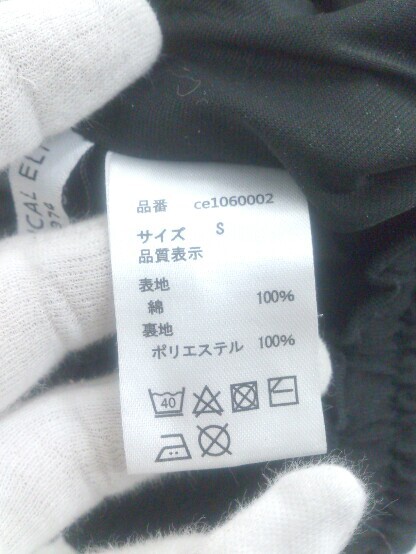 品番 ce1060002
サイズ S
品質表示
表地
綿 100%
裏地
ポリエステル 100%
40